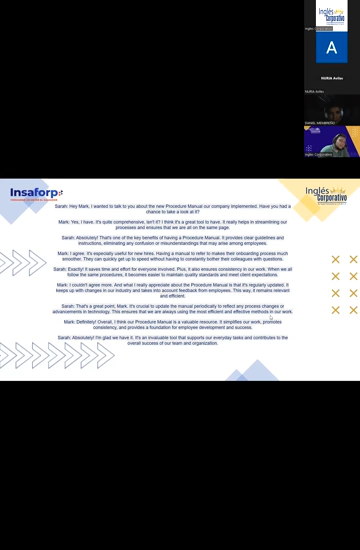 Inglés
Corporativo
A
NURIA Aviles
NURIA Aviles
Inglés Corporativo
Insaforp
Inglés
Corporativo
Sarah: Hey Mark, I wanted to talk to you about the new Procedure Manual our company implemented. Have you had a
chance to take a look at it?
Mark: Yes, I have. It's quite comprehensive, isn't it? I think it's a great tool to have. It really helps in streamlining our
processes and ensures that we are all on the same page.
Sarah: Absolutely! That's one of the key benefits of having a Procedure Manual. It provides clear guidelines and
instructions, eliminating any confusion or misunderstandings that may arise among employees.
Mark: I agree. It's especially useful for new hires. Having a manual to refer to makes their onboarding process much
smoother. They can quickly get up to speed without having to constantly bother their colleagues with questions.
Sarah: Exactly! It saves time and effort for everyone involved. Plus, it also ensures consistency in our work. When we all
follow the same procedures, it becomes easier to maintain quality standards and meet client expectations.
Mark: I couldn't agree more. And what I really appreciate about the Procedure Manual is that it's regularly updated. It
keeps up with changes in our industry and takes into account feedback from employees. This way, it remains relevant
and efficient.
Sarah: That's a great point, Mark. It's crucial to update the manual periodically to reflect any process changes or
advancements in technology. This ensures that we are always using the most efficient and effective methods in our work.
Mark: Definitely! Overall, I think our Procedure Manual is a valuable resource. It simplifies our work, promotes
consistency, and provides a foundation for employee development and success.
Sarah: Absolutely! I'm glad we have it. It's an invaluable tool that supports our everyday tasks and contributes to the
overall success of our team and organization.